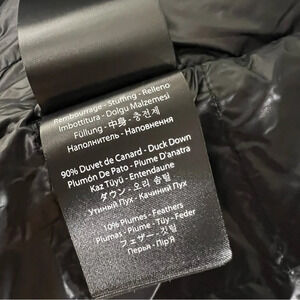 Rembourrage - Stuffing - Relleno
Imbottitura - Dolgu Malzemesi
Füllung - 中身 - 충전재
Наполнитель - Наповнення
90% Duvet de Canard - Duck Down
Plumón De Pato - Piume D'anatra
Kaz Tüyü - Entendaune
ダウン - 오리 솜털
Утиный Пух - Качиний Пух
10% Plumes - Feathers
Plumas - Piume - Tüy - Feder
フェザー - 깃털
Перья - Пір'я